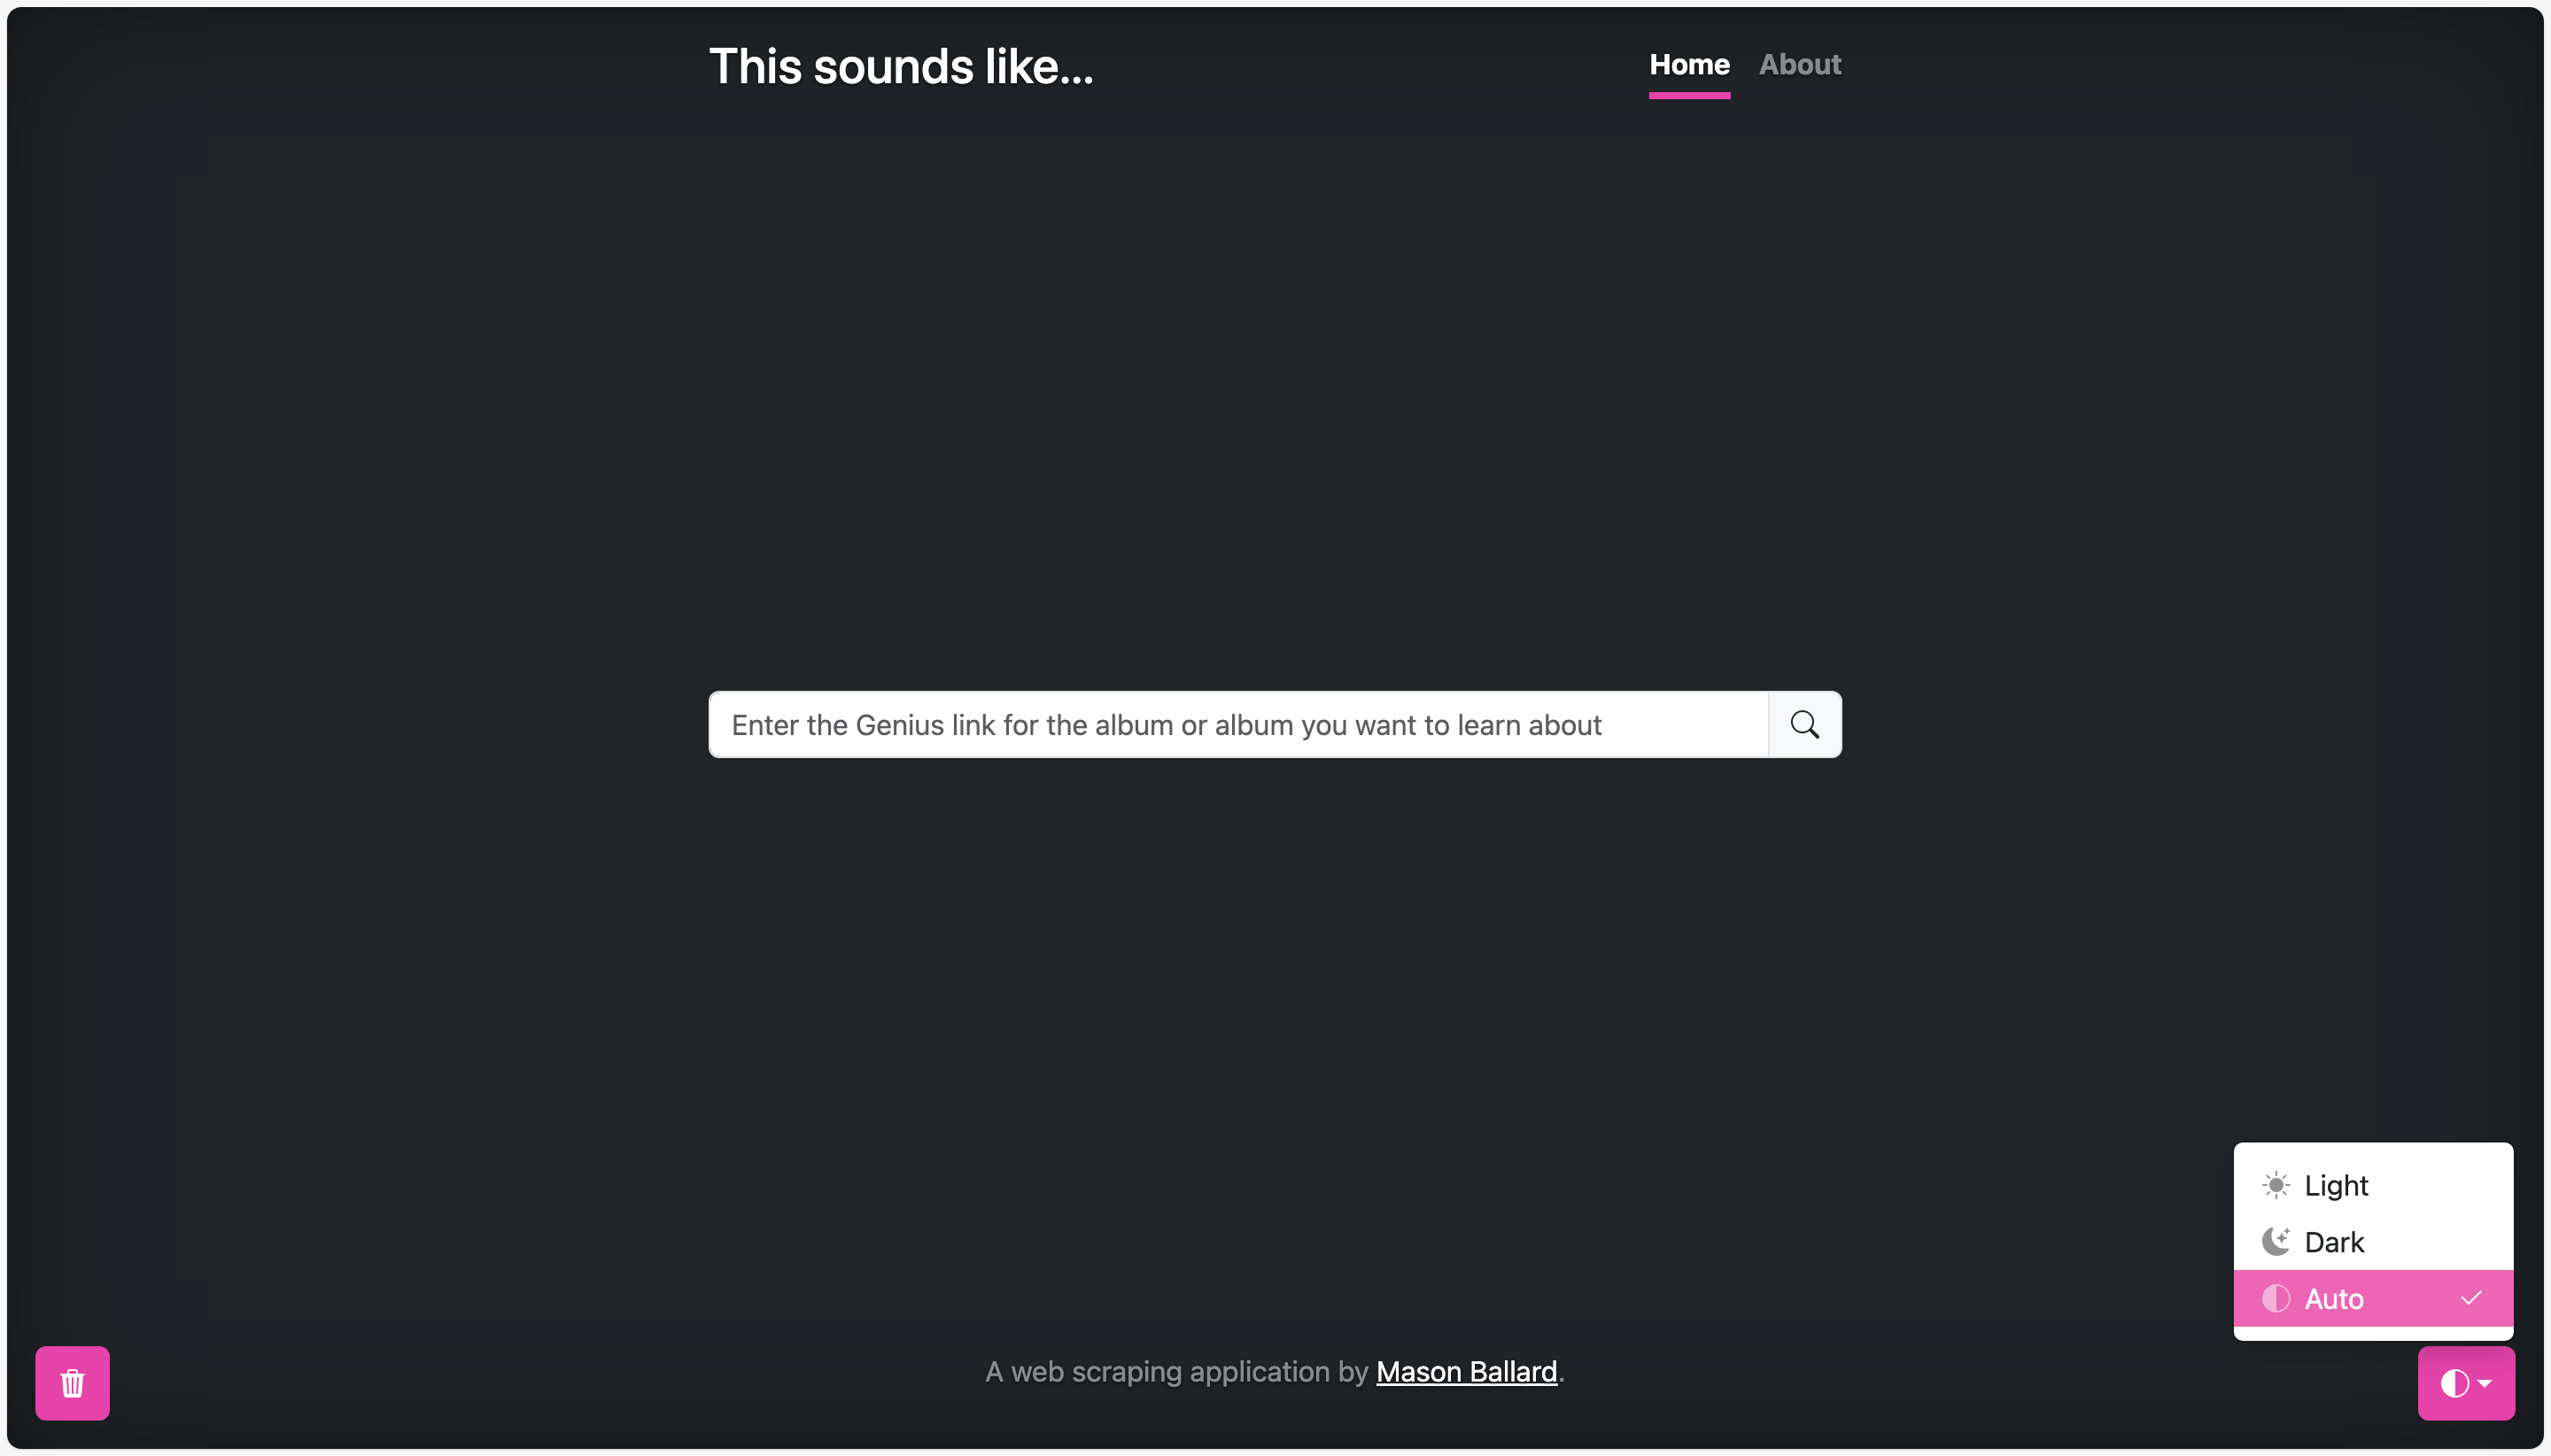 This sounds like...
Home About
Enter the Genius link for the album or album you want to learn about
Light
Dark
Auto
A web scraping application by Mason Ballard.